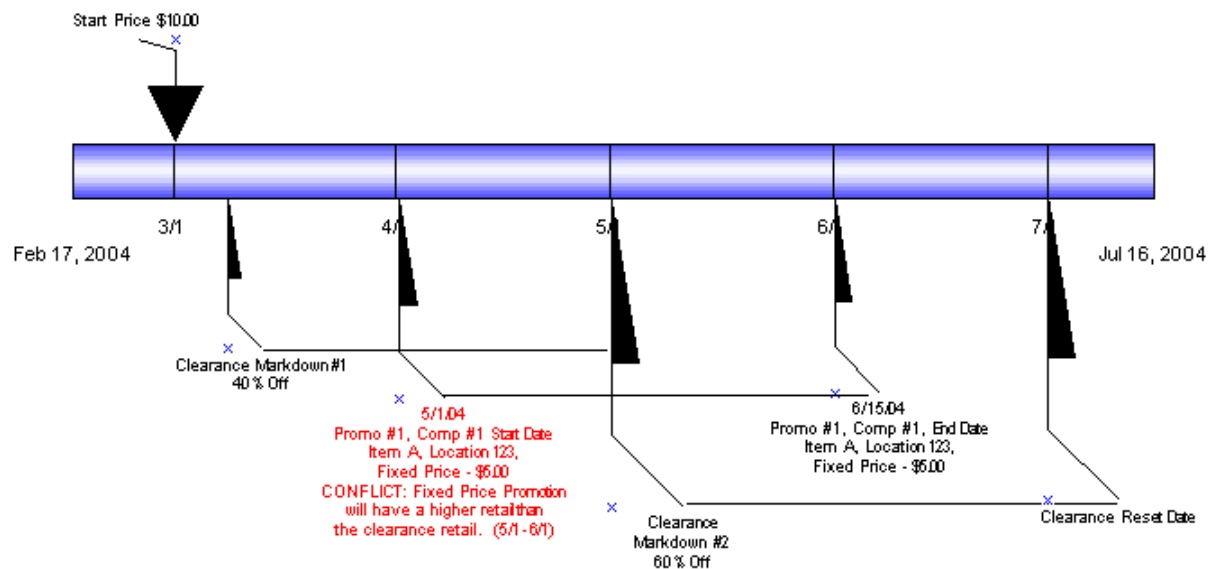 Start Price $10.00
3/1
4/
5/
6/
7/
Feb 17, 2004
Jul 16, 2004
Clearance Markdown #1
40% Off
5/1/04
Promo #1, Comp #1 Start Date
Item A, Location 123,
Fixed Price - $5.00
CONFLICT: Fixed Price Promotion
will have a higher retail than
the clearance retail. (5/1-6/1)
6/15/04
Promo #1, Comp #1, End Date
Item A, Location 123,
Fixed Price - $5.00
Clearance
Markdown #2
60% Off
Clearance Reset Date